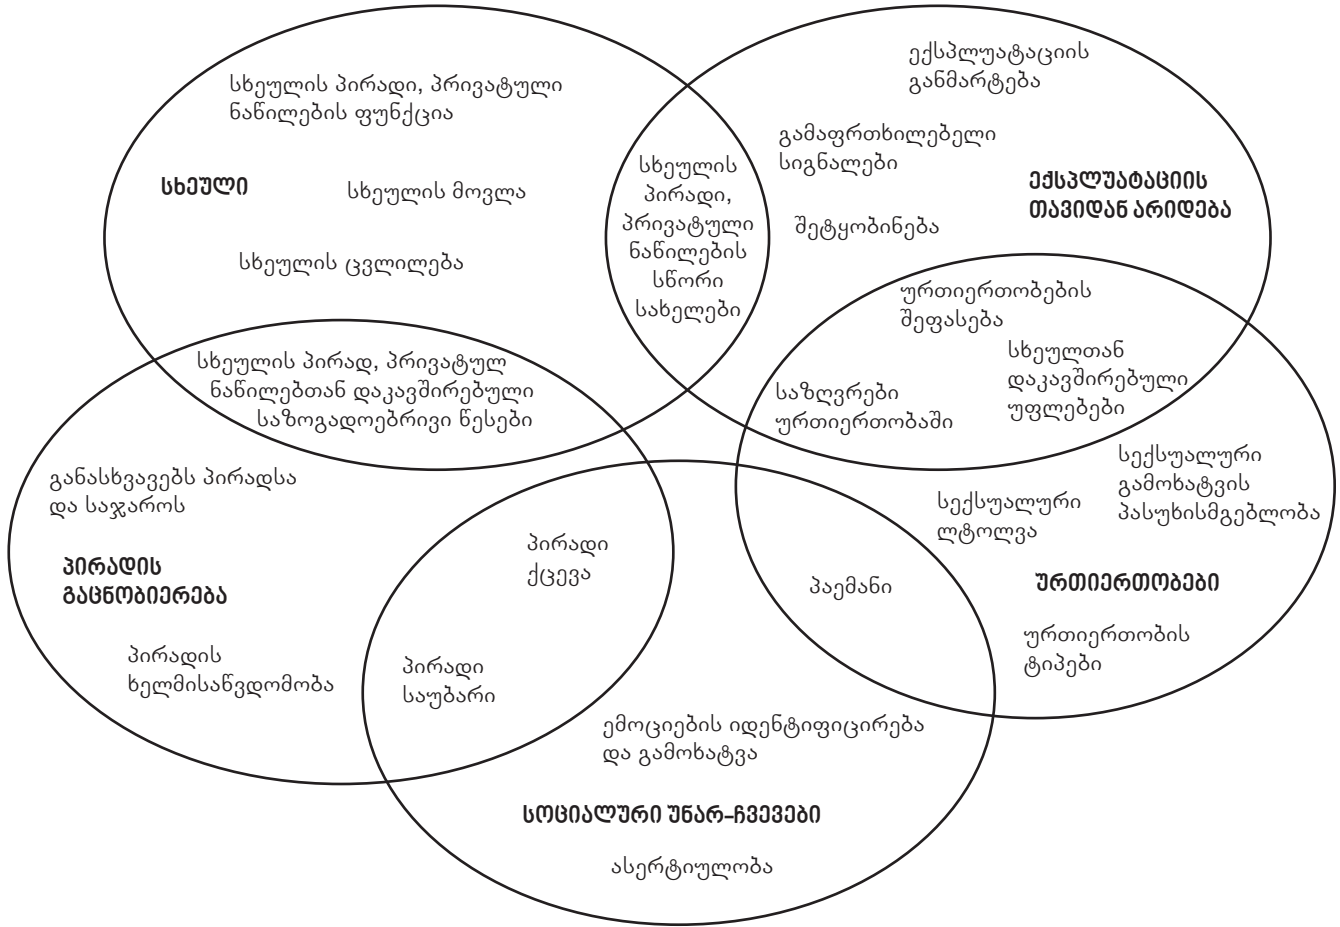 სხეულის პირადი, პრივატული
ნაწილების ფუნქცია
სხეული
სხეულის მოვლა
სხეულის ცვლილება
სხეულის
პირადი,
პრივატული
ნაწილების
სწორი
სახელები
ექსპლუატაციის
განმარტება
გამაფრთხილებელი
სიგნალები
ექსპლუატაციის
თავიდან არიდება
შეტყობინება
ურთიერთობების
შეფასება
სხეულთან
დაკავშირებული
უფლებები
საზღვრები
ურთიერთობაში
სხეულის პირად, პრივატულ
ნაწილებთან დაკავშირებული
საზოგადოებრივი წესები
განასხვავებს პირადსა
და საჯაროს
პირადის
გაცნობიერება
პირადის
ხელმისაწვდომობა
პირადი
ქცევა
პირადი
საუბარი
სექსუალური
გამოხატვის
პასუხისმგებლობა
სექსუალური
ლტოლვა
პაემანი
ურთიერთობები
ურთიერთობის
ტიპები
ემოციების იდენტიფიცირება
და გამოხატვა
სოციალური უნარ-ჩვევები
ასერტიულობა